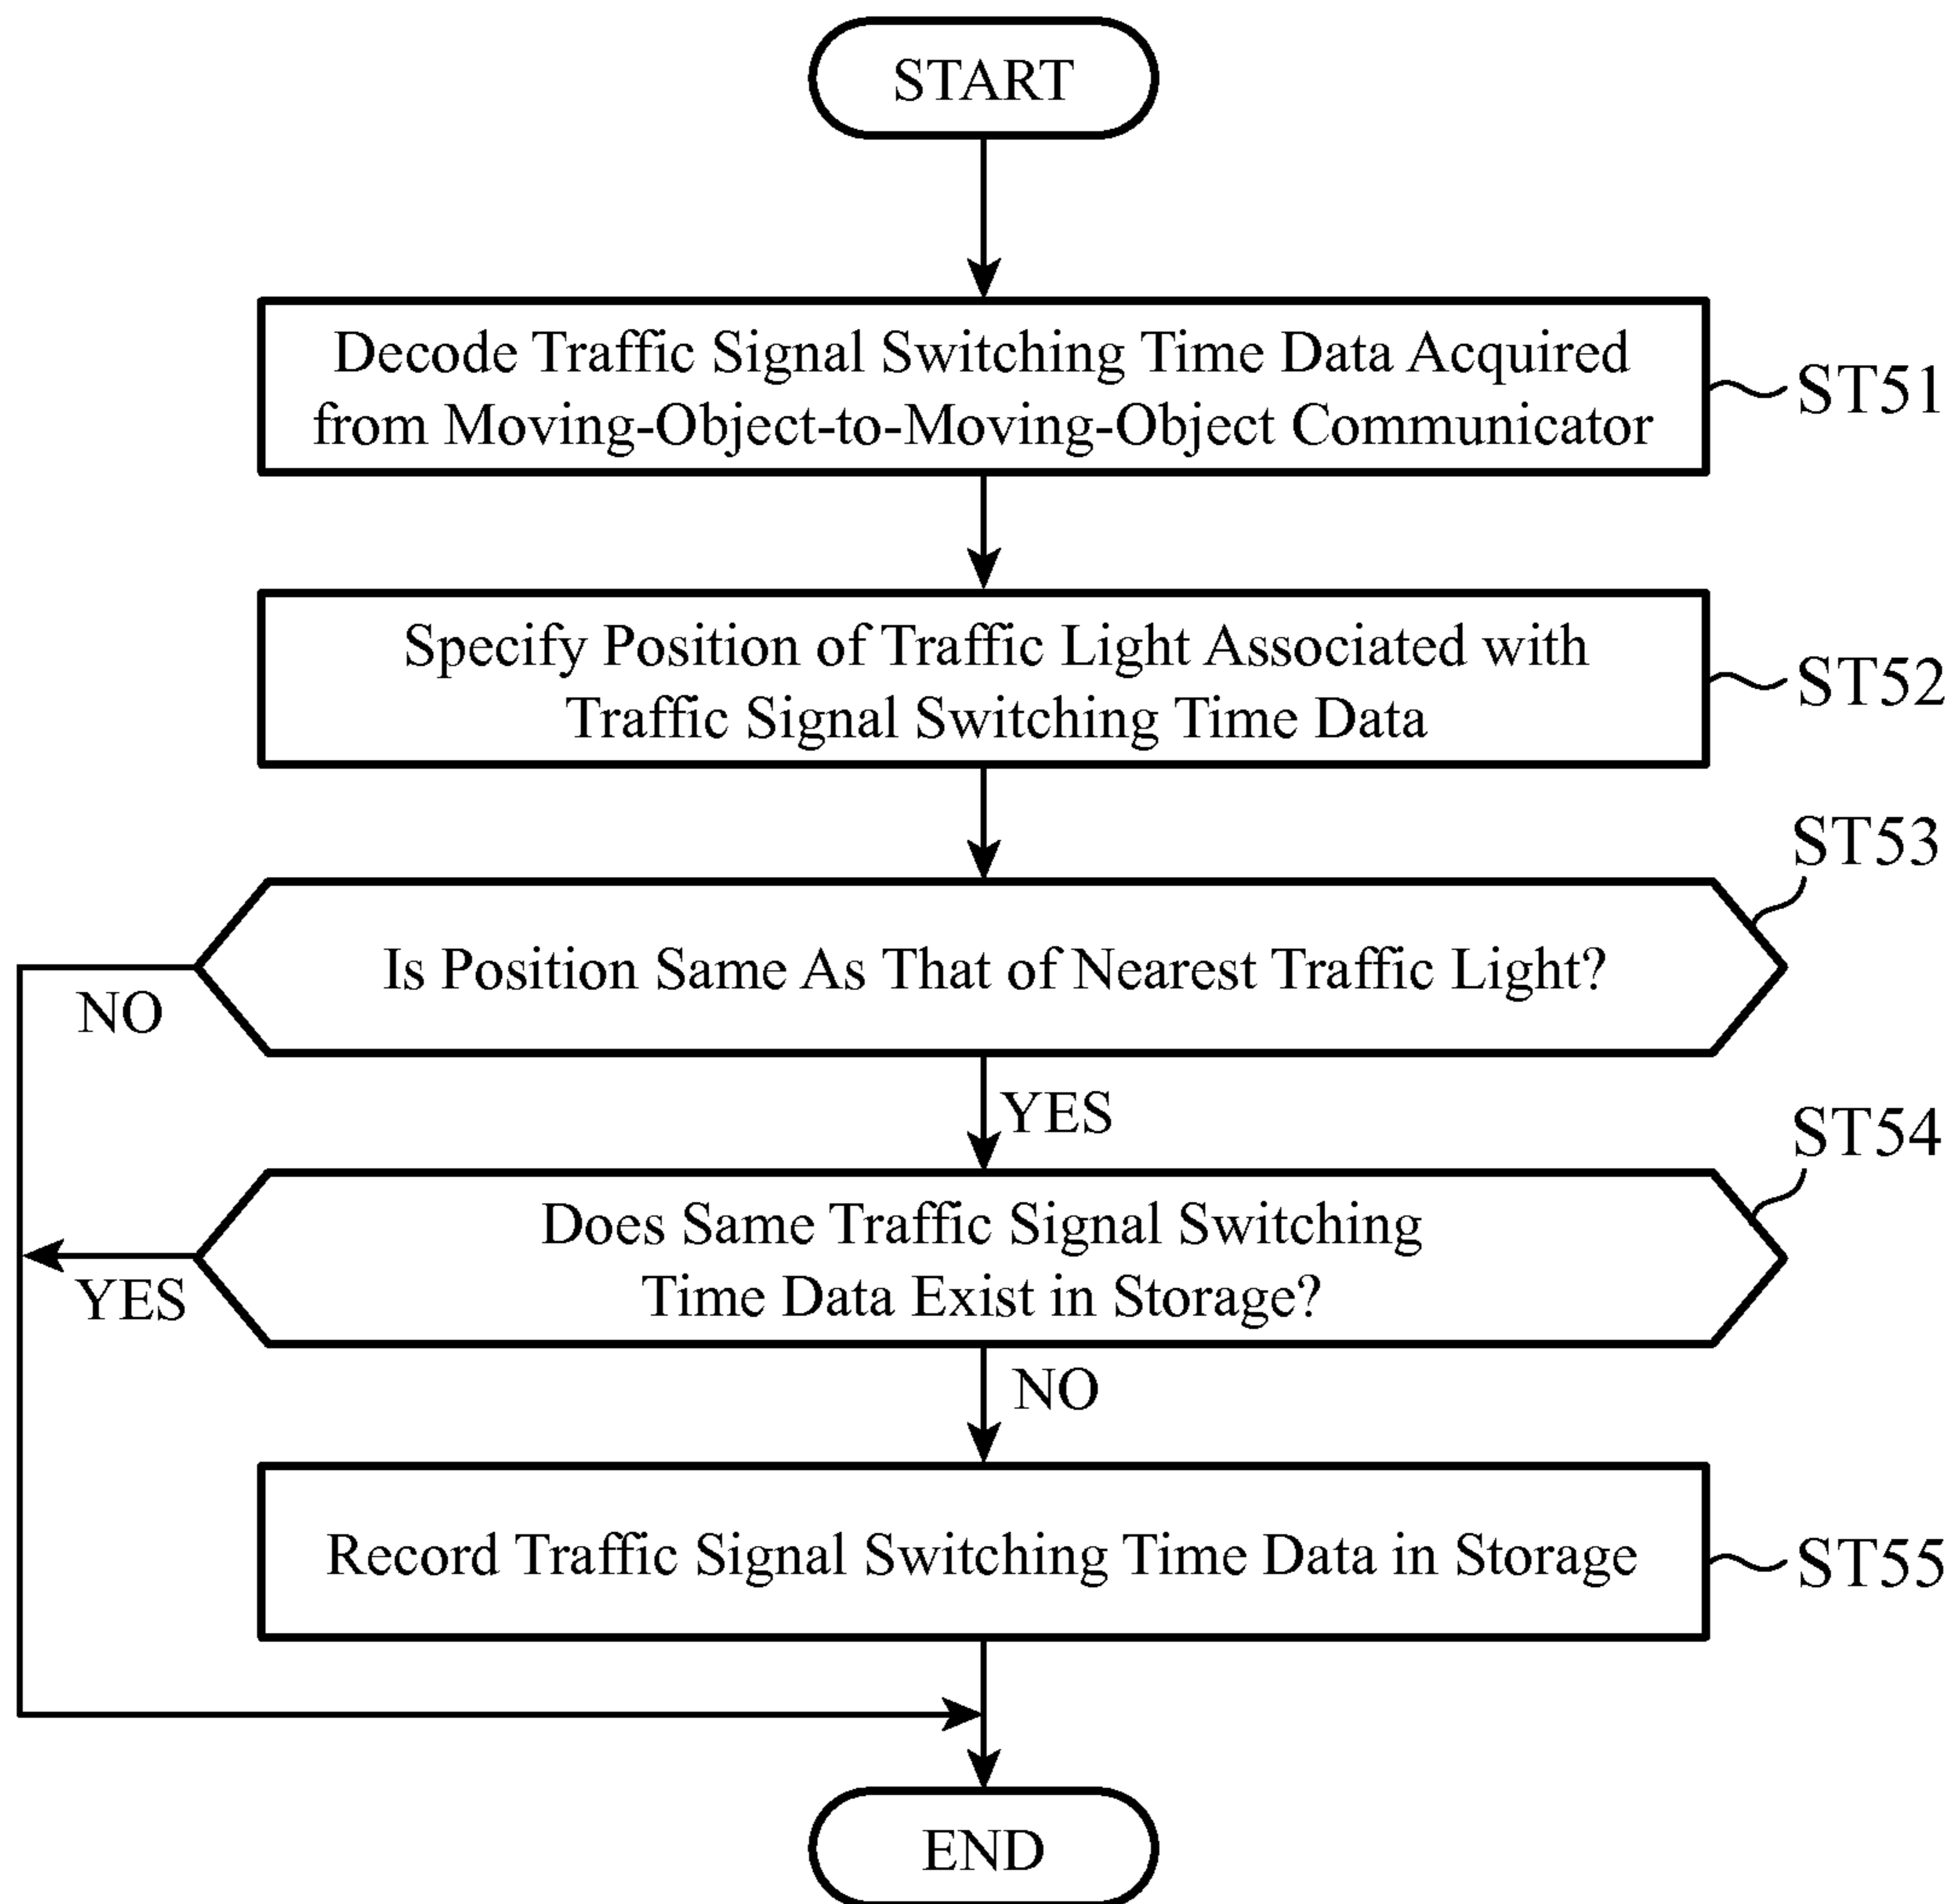 START
Decode Traffic Signal Switching Time Data Acquired
from Moving-Object-to-Moving-Object Communicator
ST51
Specify Position of Traffic Light Associated with
Traffic Signal Switching Time Data
ST52
ST53
Is Position Same As That of Nearest Traffic Light?
NO
YES
ST54
Does Same Traffic Signal Switching
Time Data Exist in Storage?
YES
NO
Record Traffic Signal Switching Time Data in Storage
ST55
END